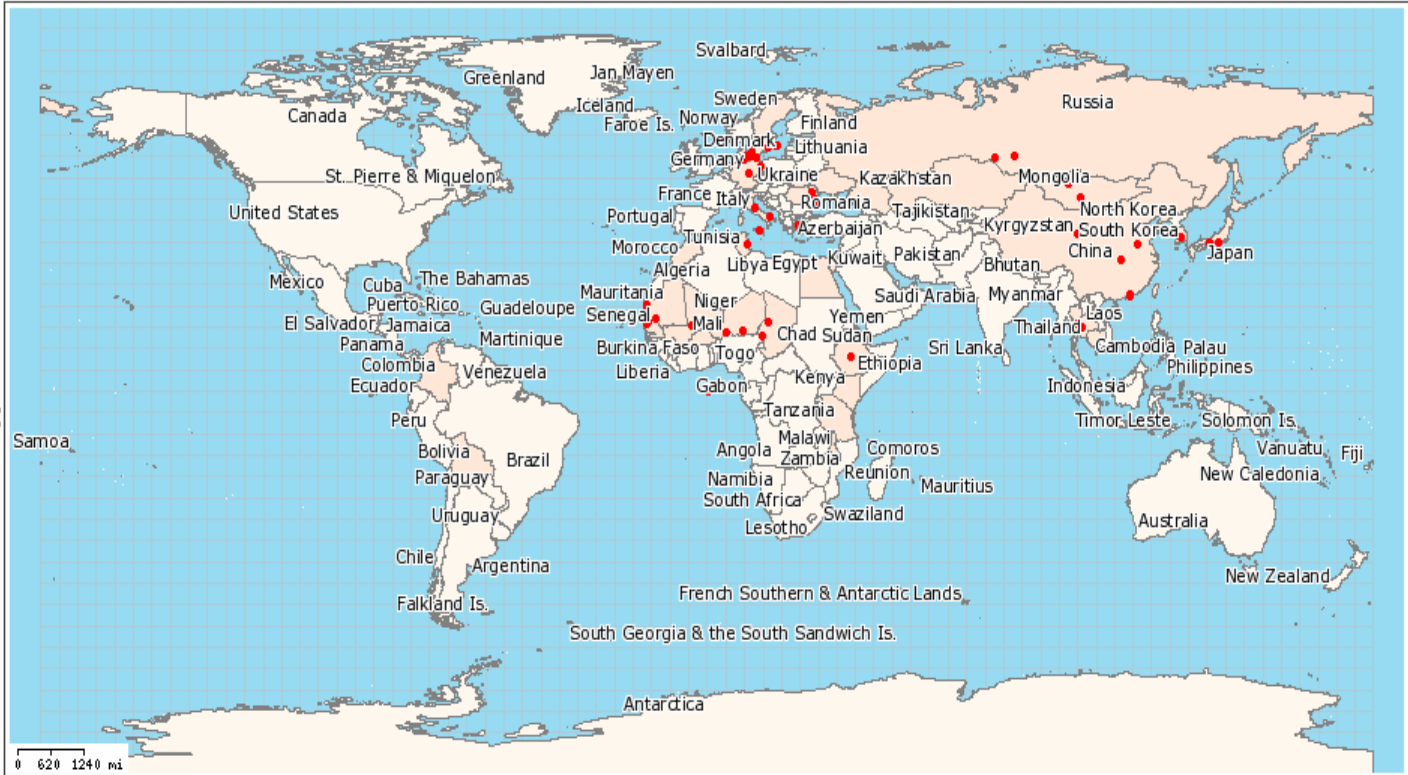 Svalbard
Greenland
Jan Mayen
Iceland
Faroe Is.
Sweden
Norway
Finland
Russia
Canada
Denmark
Lithuania
Germany
Ukraine
Kazakhstan
Mongolia
St. Pierre & Miquelon
France
Italy
Romania
North Korea
United States
Portugal
Tajikistan
Kyrgyzstan
South Korea
Azerbaijan
Tunisia
Morocco
Algeria
Libya
Egypt
Kuwait
Pakistan
China
Japan
Bhutan
Mexico
The Bahamas
Cuba
Puerto Rico
Guadeloupe
Mauritania
Niger
Saudi Arabia
Myanmar
El Salvador
Jamaica
Senegal
Mali
Yemen
Laos
Thailand
Panama
Martinique
Burkina Faso
Togo
Chad
Sudan
Sri Lanka
Cambodia
Palau
Philippines
Colombia
Venezuela
Liberia
Ethiopia
Ecuador
Gabon
Kenya
Indonesia
Peru
Tanzania
Timor Leste
Solomon Is.
Samoa
Bolivia
Brazil
Angola
Malawi
Zambia
Comoros
Vanuatu
Fiji
Paraguay
Namibia
Reunion
Mauritius
New Caledonia
South Africa
Swaziland
Uruguay
Lesotho
Australia
Chile
Argentina
New Zealand
Falkland Is.
French Southern & Antarctic Lands
South Georgia & the South Sandwich Is.
Antarctica
0 620 1240 mi